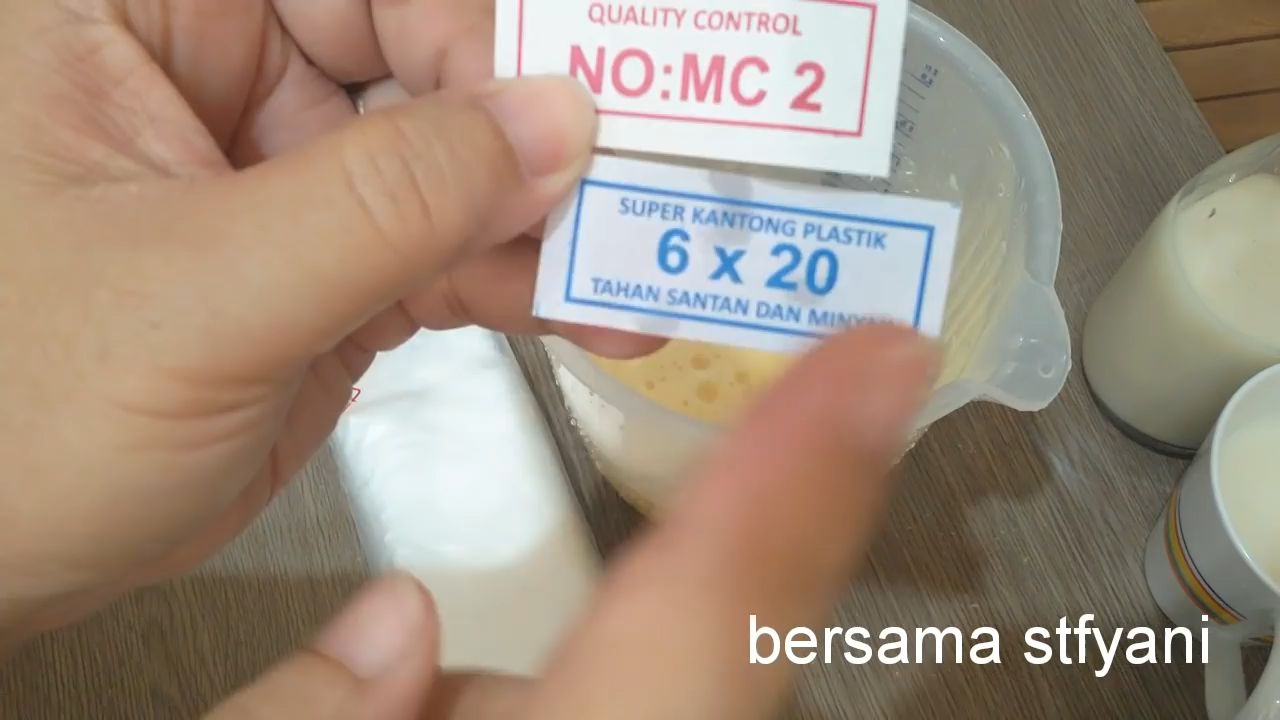 QUALITY CONTROL
NO:MC 2
SUPER KANTONG PLASTIK
6 x 20
TAHAN SANTAN DAN
bersama stfyani